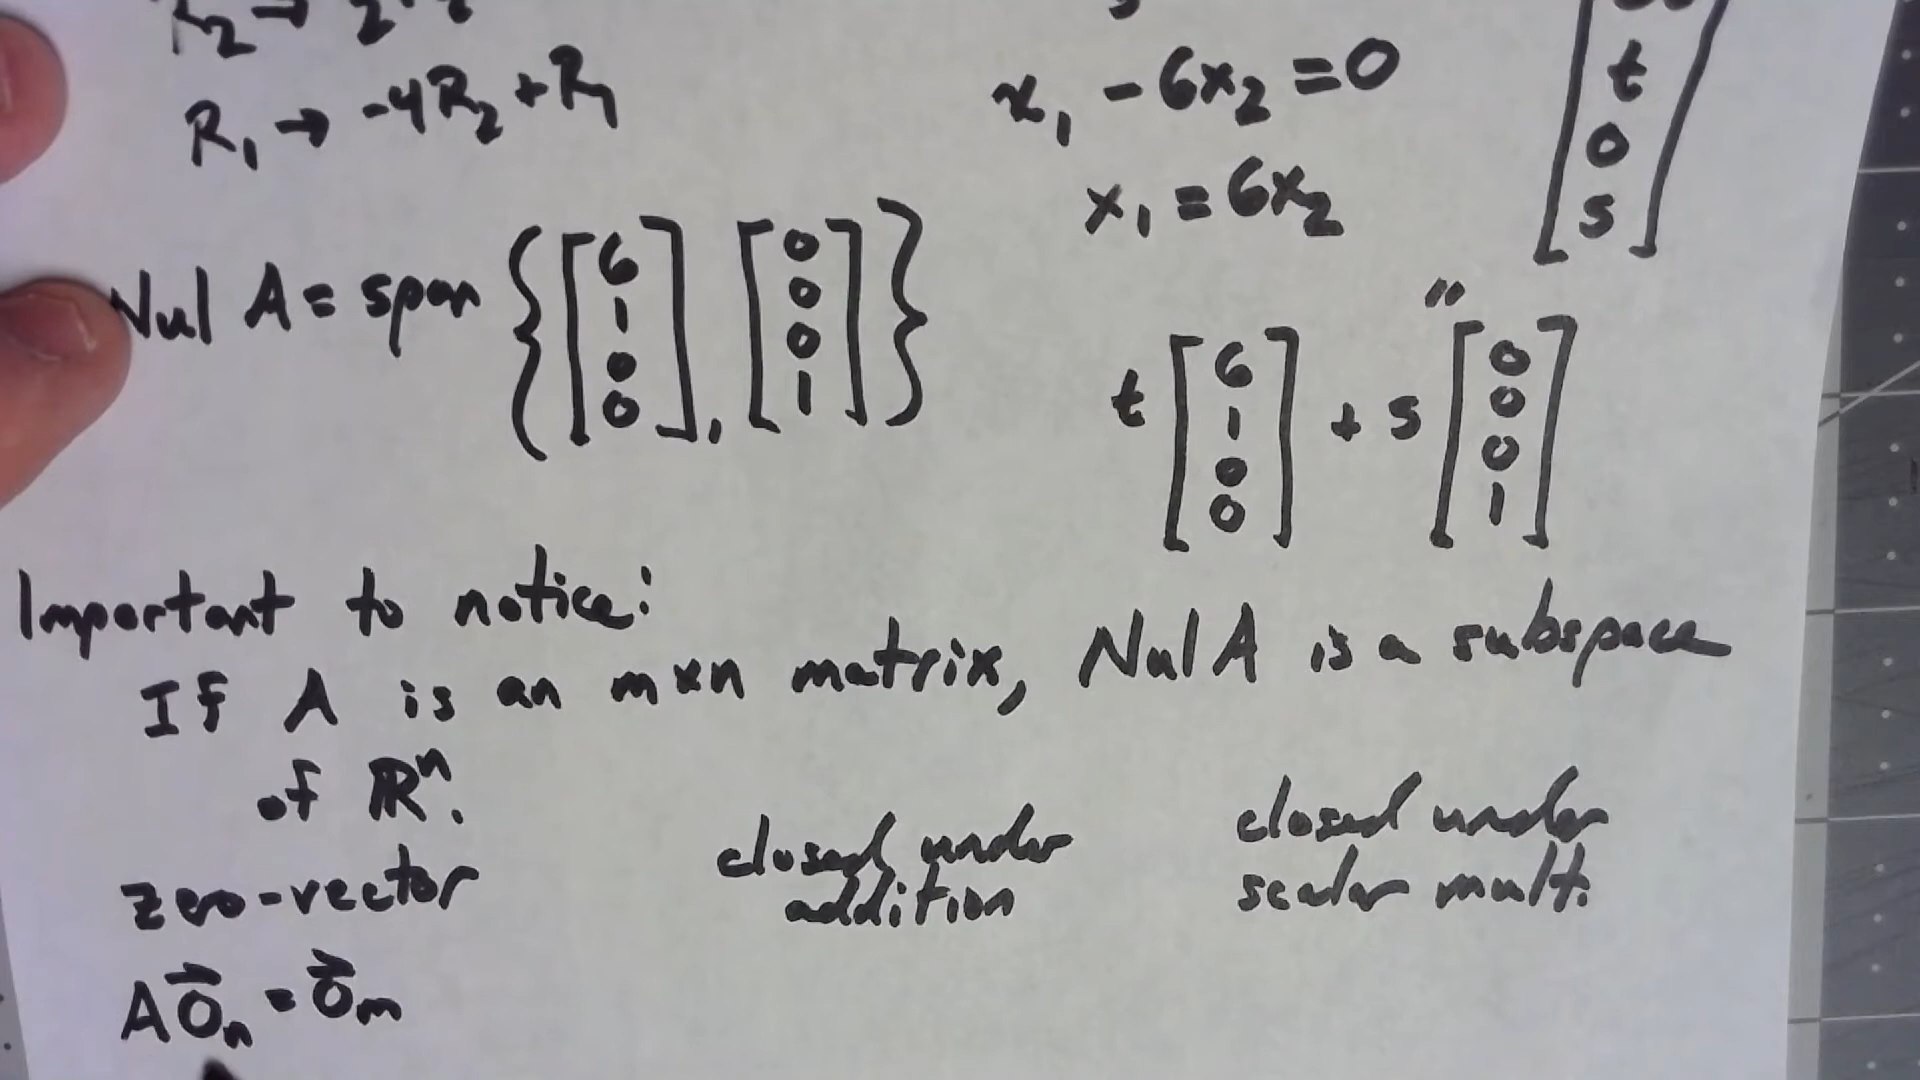 R₁ → -4R₂ + R₁
x₁ - 6x₂ = 0
x₁ = 6x₂
t
0
s
Nul A = span { [6 1 0 0], [0 0 0 1] }
"
t [6 1 0 0] + s [0 0 0 1]
Important to notice:
If A is an m×n matrix, Nul A is a subspace
of ℝⁿ.
zero-vector
A0⃗ₙ = 0⃗ₘ
closed under
addition
closed under
scalar mult.